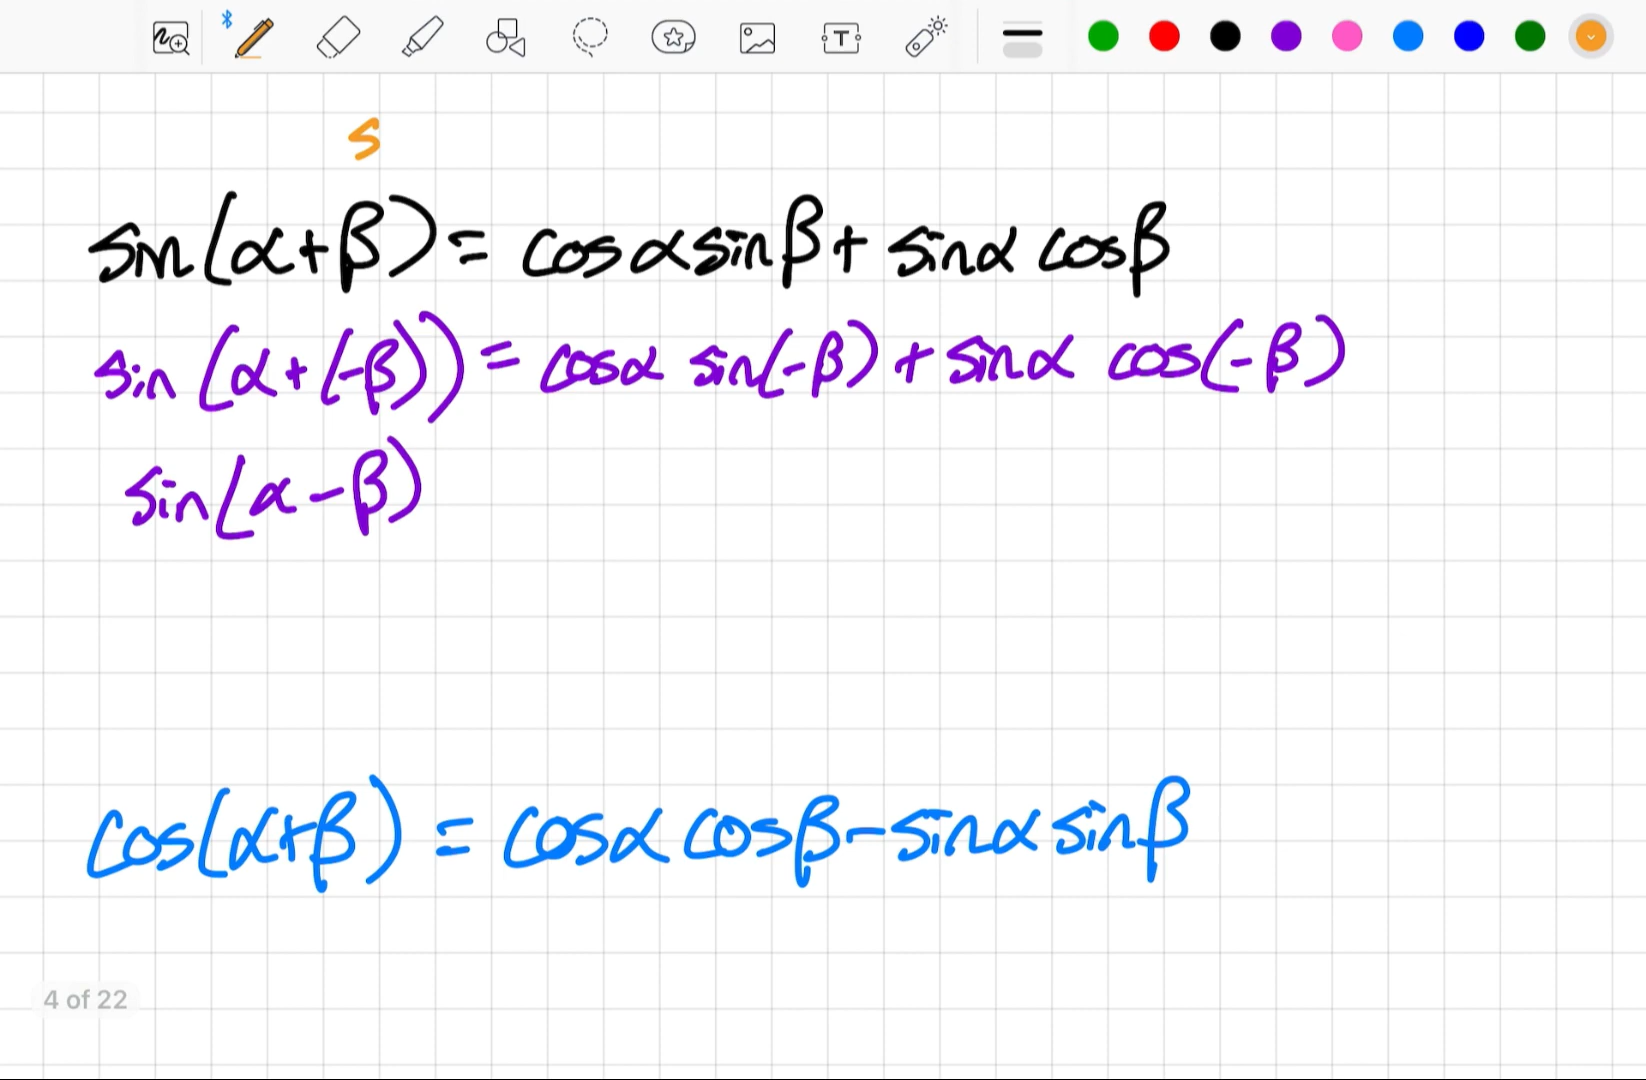 T
s
sin(α+β) = cosα sinβ + sinα cosβ
sin(α+(-β)) = cosα sin(-β) + sinα cos(-β)
sin(α-β)
cos(α+β) = cosα cosβ - sinα sinβ
4 of 22